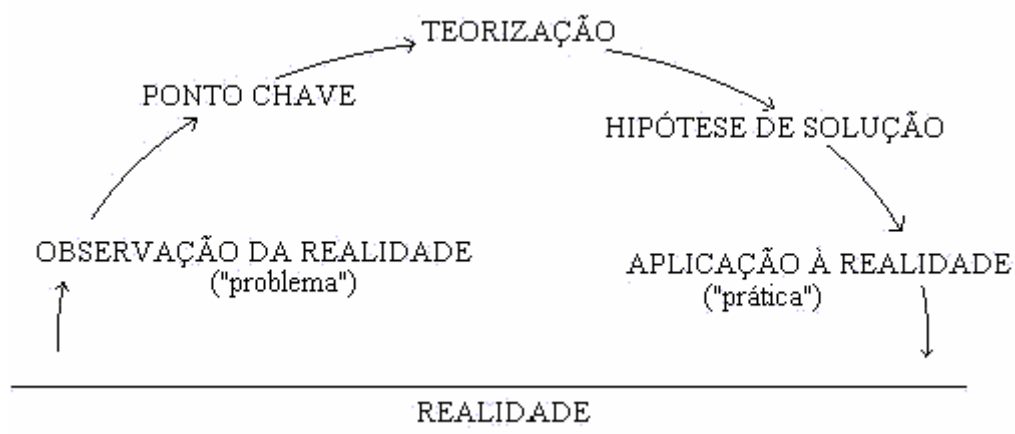 TEORIZAÇÃO
PONTO CHAVE
HIPÓTESE DE SOLUÇÃO
OBSERVAÇÃO DA REALIDADE
("problema")
APLICAÇÃO À REALIDADE
("prática")
REALIDADE